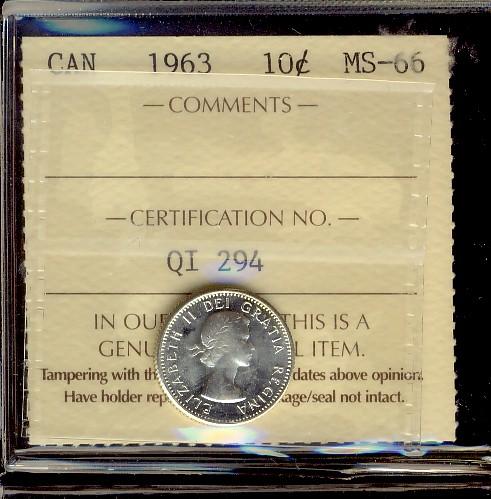 CAN 1963 10¢ MS-66
— COMMENTS —
— CERTIFICATION NO. —
QI 294
IN OU THIS IS A
GENU L ITEM.
Tampering with th dates above opinion.
Have holder rep age/seal not intact.
ELIZABETH II DEI GRATIA REGINA